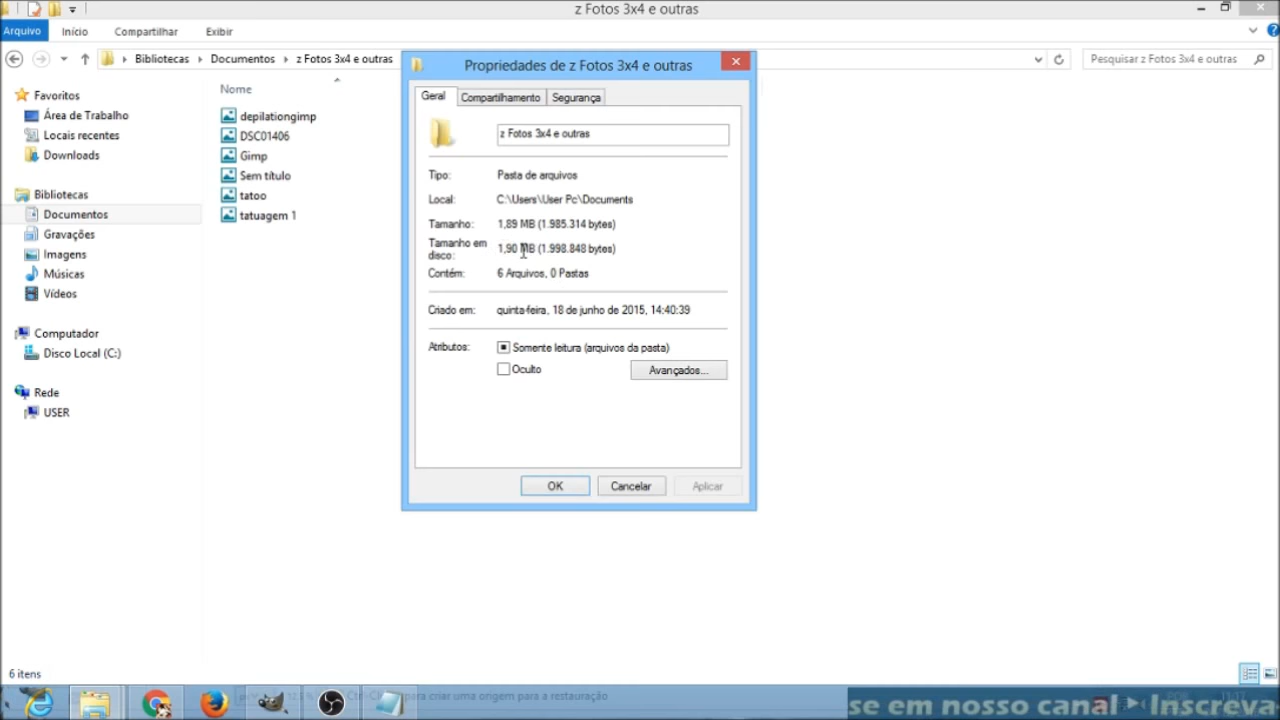 z Fotos 3x4 e outras
Arquivo Início Compartilhar Exibir
Bibliotecas Documentos z Fotos 3x4 e outras
Pesquisar z Fotos 3x4 e outras
Favoritos
Área de Trabalho
Locais recentes
Downloads
Bibliotecas
Documentos
Gravações
Imagens
Músicas
Vídeos
Computador
Disco Local (C:)
Rede
USER
Nome
depilationgimp
DSC01406
Gimp
Sem título
tatoo
tatuagem 1
Propriedades de z Fotos 3x4 e outras
Geral Compartilhamento Segurança
z Fotos 3x4 e outras
Tipo: Pasta de arquivos
Local: C:\Users\User Pc\Documents
Tamanho: 1,89 MB (1.985.314 bytes)
Tamanho em disco: 1,90 MB (1.998.848 bytes)
Contém: 6 Arquivos, 0 Pastas
Criado em: quinta-feira, 18 de junho de 2015, 14:40:39
Atributos: Somente leitura (arquivos da pasta)
Oculto Avançados...
OK Cancelar Aplicar
6 itens
para criar uma origem para a restauração
se em nosso canal - Inscreva